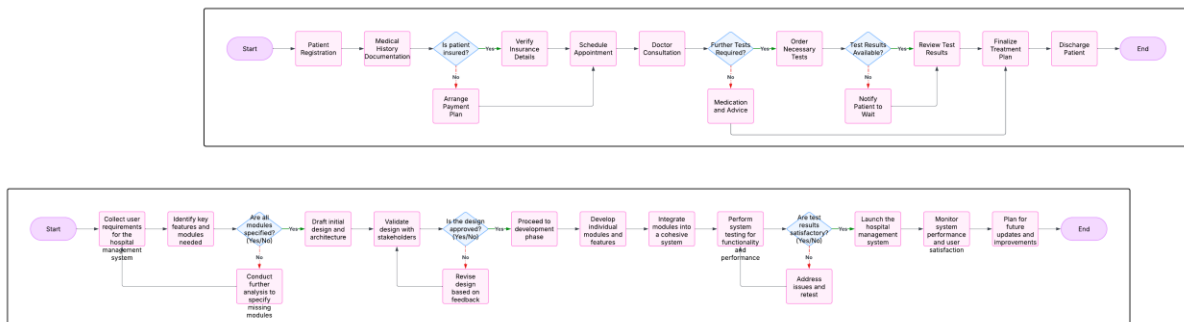 Start
Patient
Registration
Medical
History
Documentation
Is patient
insured?
Yes
Verify
Insurance
Details
Schedule
Appointment
Doctor
Consultation
Further Tests
Required?
Yes
Order
Necessary
Tests
Test Results
Available?
Yes
Review Test
Results
Finalize
Treatment
Plan
Discharge
Patient
End
No
Arrange
Payment
Plan
No
Medication
and Advice
No
Notify
Patient to
Wait
Start
Collect user
requirements
for the
hospital
management
system
Identify key
features and
modules needed
Are all
modules
specified?
(Yes/No)
Yes
Draft initial
design and
architecture
Validate
design with
stakeholders
Is the design
approved?
(Yes/No)
Yes
Proceed to
development
phase
Develop
individual
modules and
features
Integrate
modules into
a cohesive
system
Perform
system
testing for
functionality
and
performance
Are test
results
satisfactory?
(Yes/No)
Yes
Launch the
hospital
management
system
Monitor
system
performance
and user
satisfaction
Plan for
future
updates and
improvements
End
No
Conduct
further
analysis to
specify
missing
modules
No
Revise
design
based on
feedback
No
Address
issues and
retest